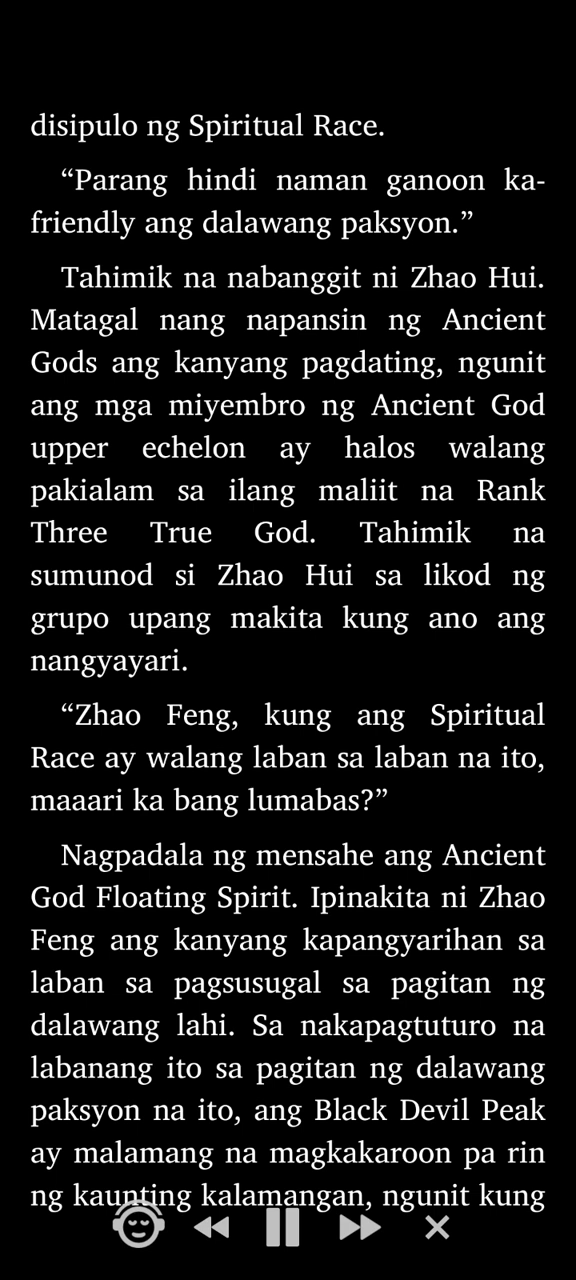 disipulo ng Spiritual Race.
“Parang hindi naman ganoon ka-
friendly ang dalawang paksyon.”
Tahimik na nabanggit ni Zhao Hui.
Matagal nang napansin ng Ancient
Gods ang kanyang pagdating, ngunit
ang mga miyembro ng Ancient God
upper echelon ay halos walang
pakialam sa ilang maliit na Rank
Three True God. Tahimik na
sumunod si Zhao Hui sa likod ng
grupo upang makita kung ano ang
nangyayari.
“Zhao Feng, kung ang Spiritual
Race ay walang laban sa laban na ito,
maaari ka bang lumabas?”
Nagpadala ng mensahe ang Ancient
God Floating Spirit. Ipinakita ni Zhao
Feng ang kanyang kapangyarihan sa
laban sa pagsusugal sa pagitan ng
dalawang lahi. Sa nakapagtuturo na
labanang ito sa pagitan ng dalawang
paksyon na ito, ang Black Devil Peak
ay malamang na magkakaroon pa rin
ng kaunting kalamangan, ngunit kung